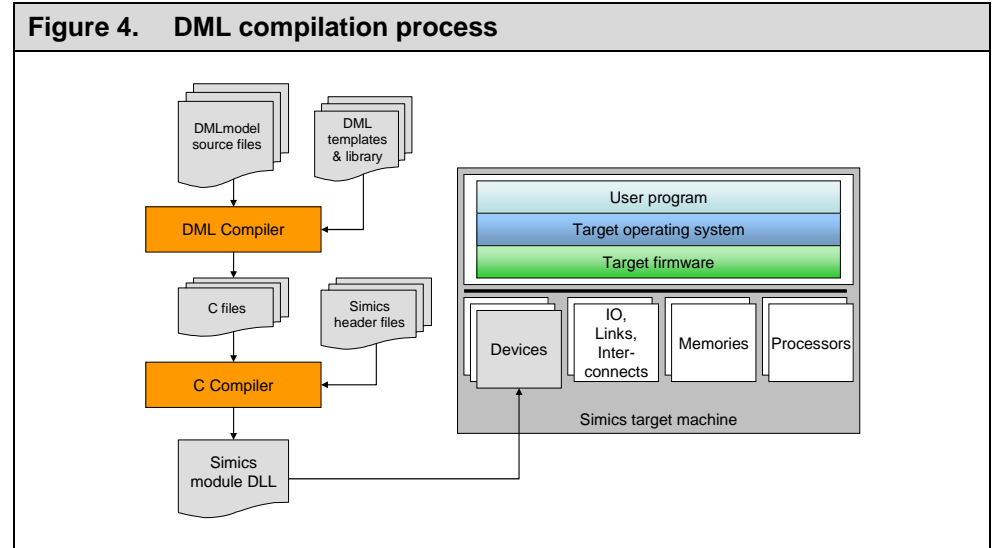 Figure 4. DML compilation process
DMLmodel
source files
DML
templates
& library
DML Compiler
C files
Simics
header files
C Compiler
Simics
module DLL
User program
Target operating system
Target firmware
Devices
IO,
Links,
Inter-
connects
Memories
Processors
Simics target machine